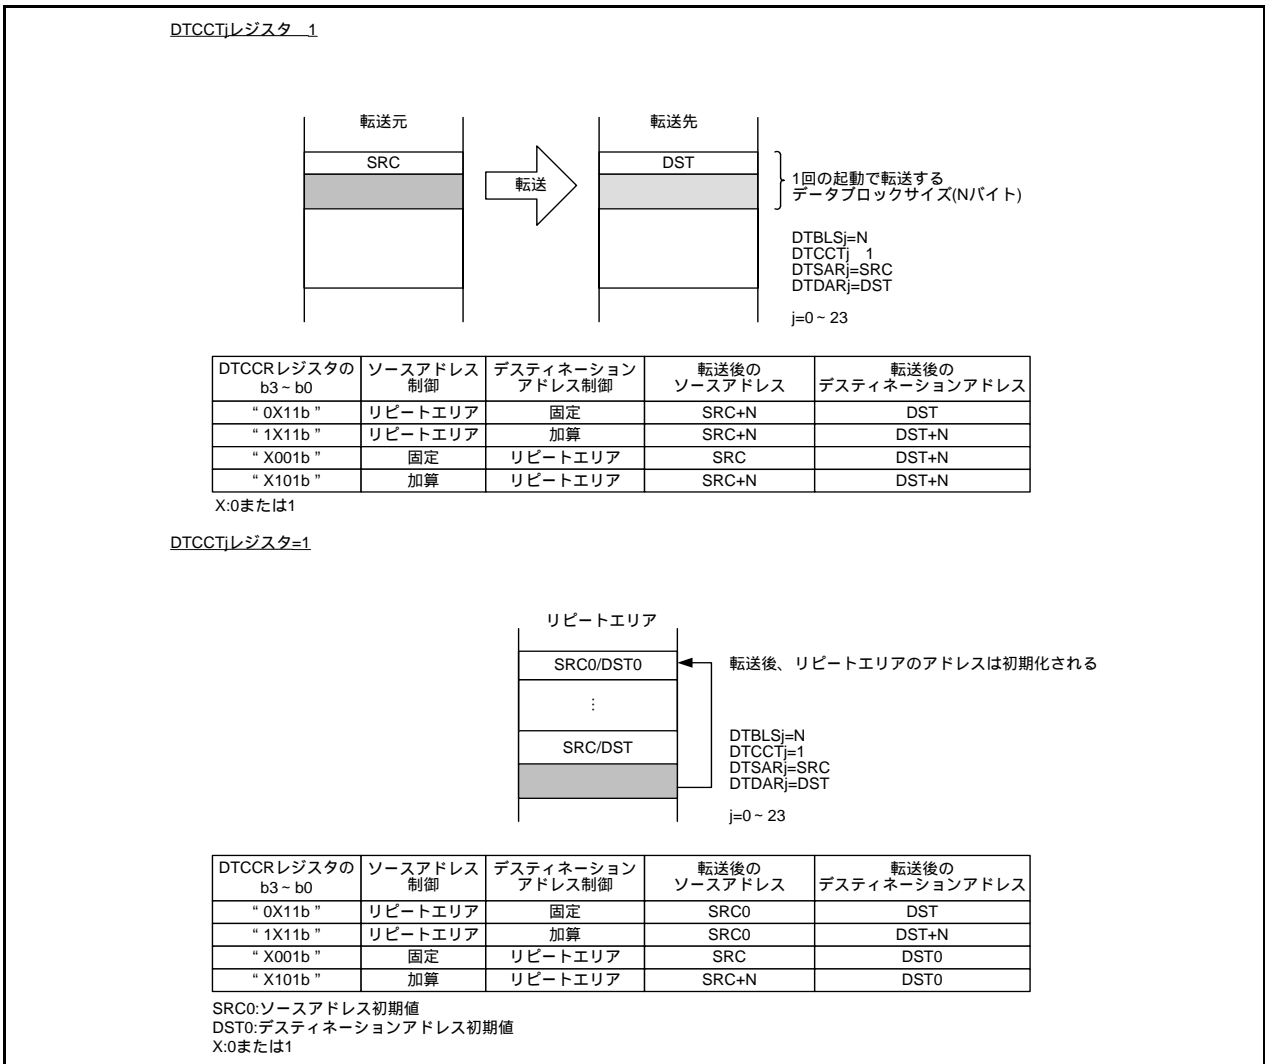 DTCCTjレジスタ　1
転送元
転送先
SRC
DST
転送
1回の起動で転送する
データブロックサイズ(Nバイト)
DTBLSj=N
DTCCTj　1
DTSARj=SRC
DTDARj=DST
j=0～23
DTCCRレジスタの b3～b0 ソースアドレス制御 デスティネーションアドレス制御 転送後のソースアドレス 転送後のデスティネーションアドレス
“0X11b” リピートエリア 固定 SRC+N DST
“1X11b” リピートエリア 加算 SRC+N DST+N
“X001b” 固定 リピートエリア SRC DST+N
“X101b” 加算 リピートエリア SRC+N DST+N
X:0または1
DTCCTjレジスタ=1
リピートエリア
SRC0/DST0
転送後、リピートエリアのアドレスは初期化される
⋮
SRC/DST
DTBLSj=N
DTCCTj=1
DTSARj=SRC
DTDARj=DST
j=0～23
DTCCRレジスタの b3～b0 ソースアドレス制御 デスティネーションアドレス制御 転送後のソースアドレス 転送後のデスティネーションアドレス
“0X11b” リピートエリア 固定 SRC0 DST
“1X11b” リピートエリア 加算 SRC0 DST+N
“X001b” 固定 リピートエリア SRC DST0
“X101b” 加算 リピートエリア SRC+N DST0
SRC0:ソースアドレス初期値
DST0:デスティネーションアドレス初期値
X:0または1